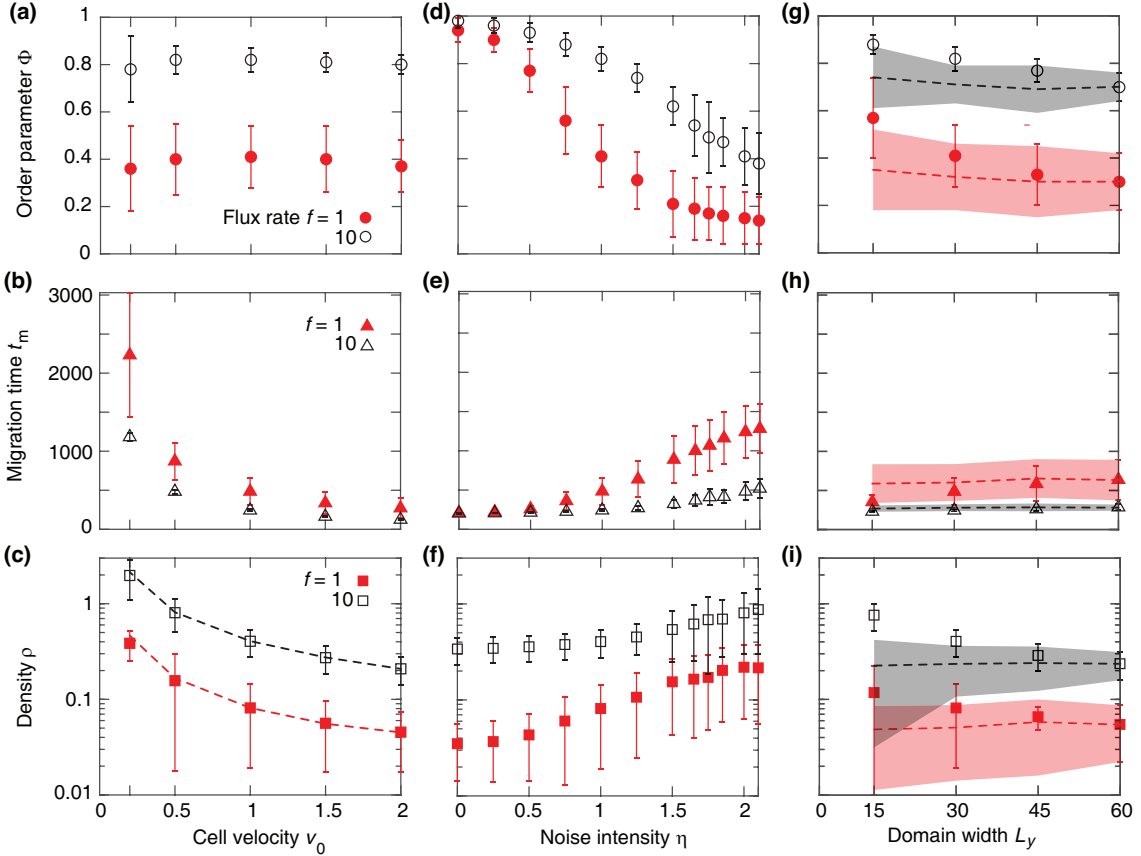 (a)
(d)
(g)
Order parameter Φ
1
0.8
0.6
0.4
0.2
0
Flux rate f = 1
10
(b)
(e)
(h)
Migration time tm
3000
2000
1000
0
f = 1
10
(c)
(f)
(i)
Density ρ
1
0.1
0.01
f = 1
10
0 0.5 1 1.5 2
0 0.5 1 1.5 2
0 15 30 45 60
Cell velocity v0
Noise intensity η
Domain width Ly